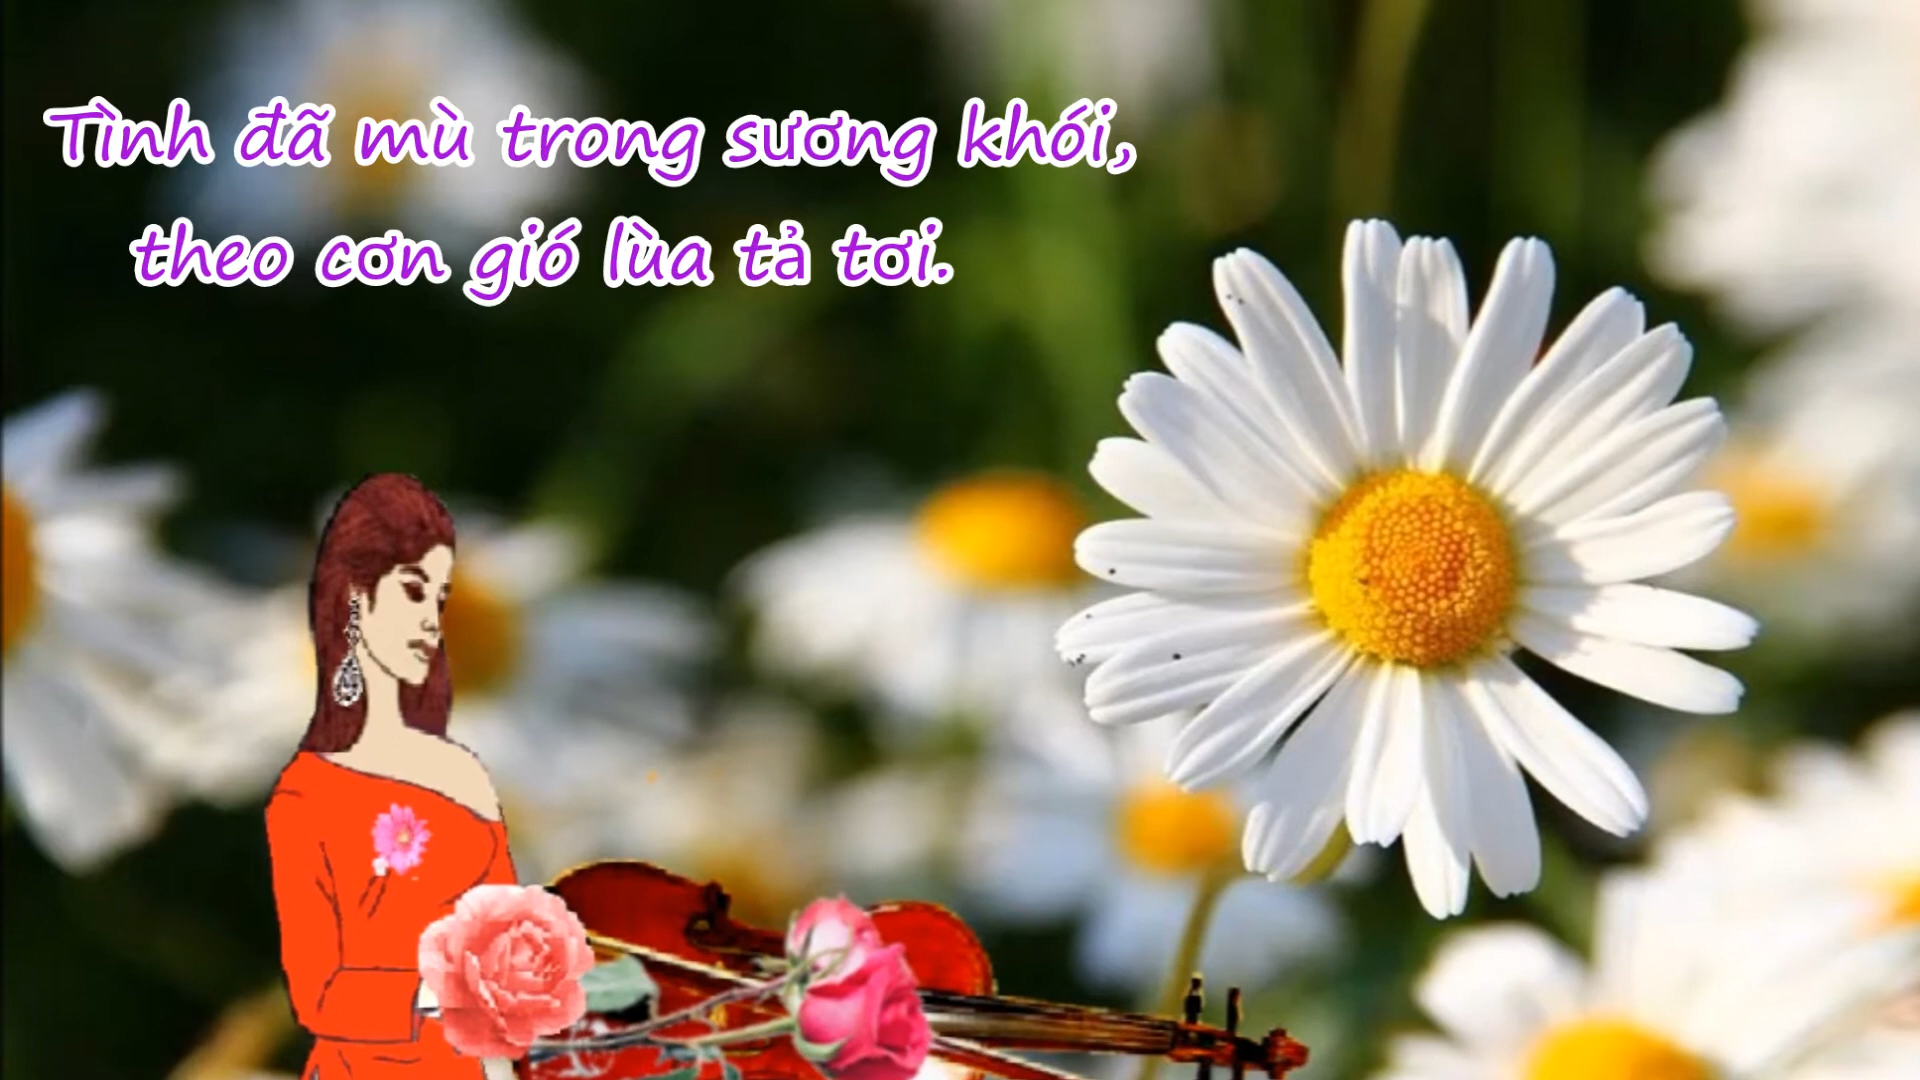 Tình đã mù trong sương khói,
theo cơn gió lùa tả tơi.